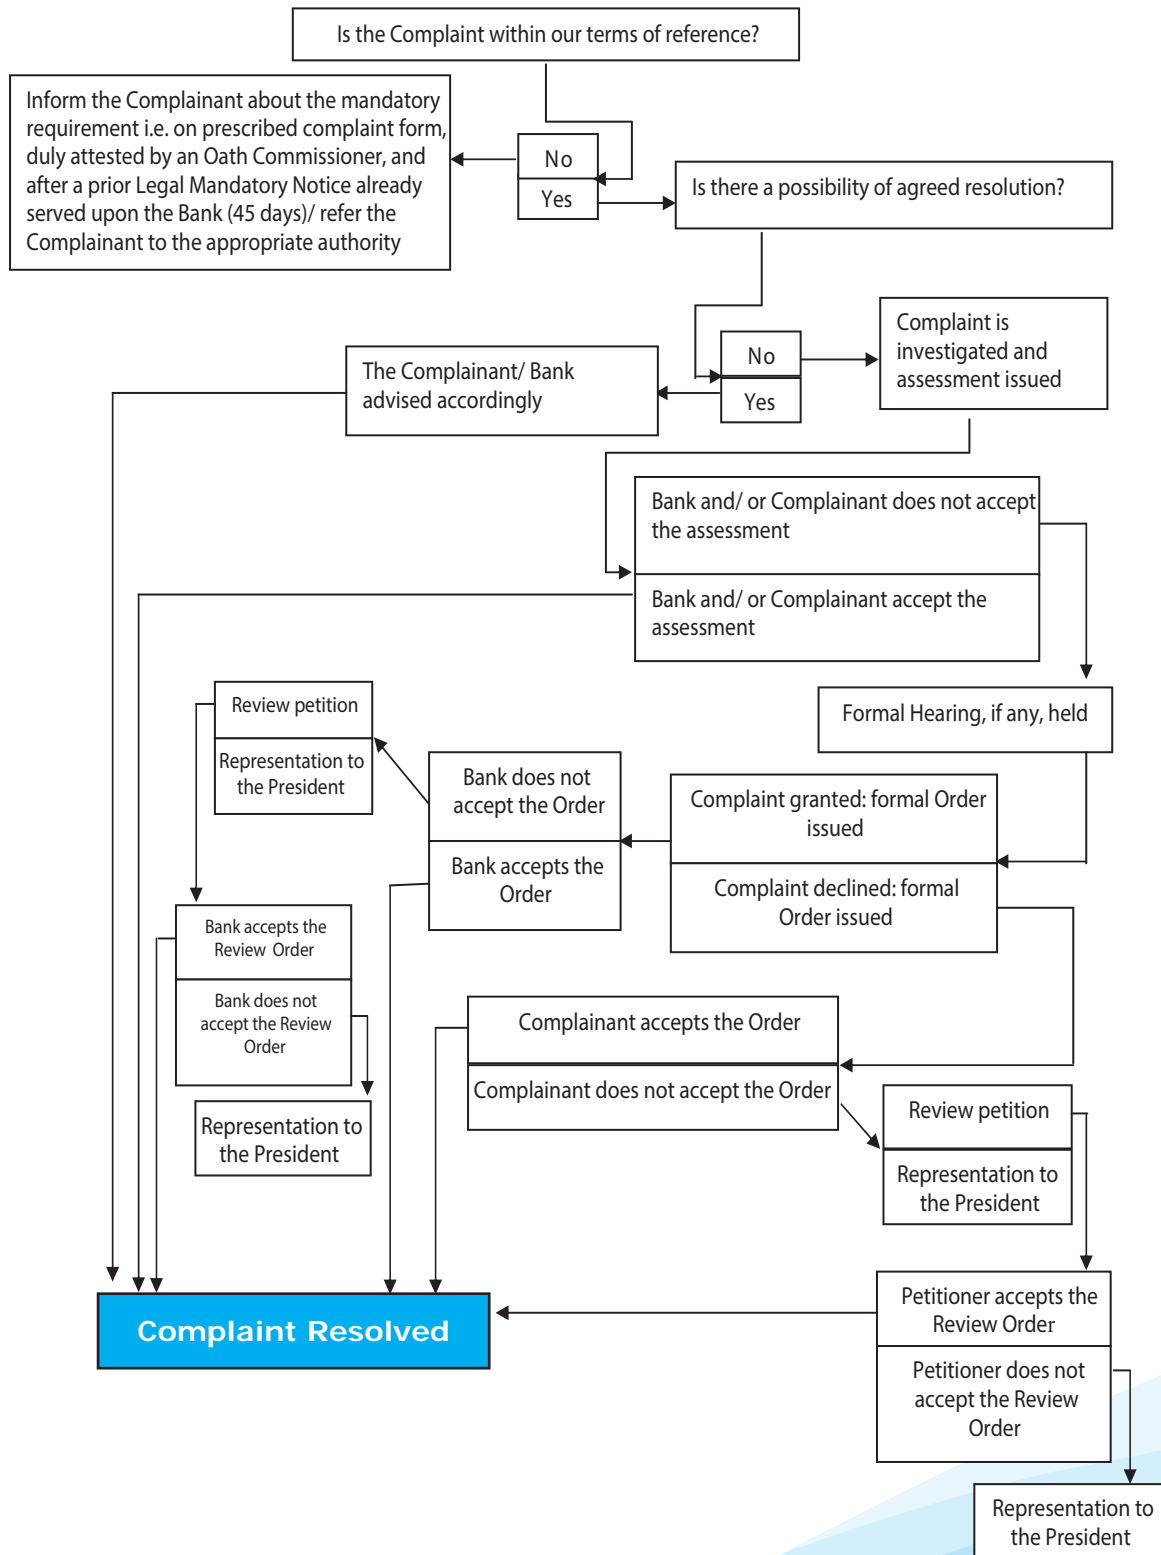 Is the Complaint within our terms of reference?
Inform the Complainant about the mandatory
requirement i.e. on prescribed complaint form,
duly attested by an Oath Commissioner, and
after a prior Legal Mandatory Notice already
served upon the Bank (45 days)/ refer the
Complainant to the appropriate authority
No
Yes
Is there a possibility of agreed resolution?
Complaint is
investigated and
assessment issued
No
Yes
The Complainant/ Bank
advised accordingly
Bank and/ or Complainant does not accept
the assessment
Bank and/ or Complainant accept the
assessment
Formal Hearing, if any, held
Review petition
Representation to
the President
Bank does not
accept the Order
Bank accepts the
Order
Complaint granted: formal Order
issued
Complaint declined: formal
Order issued
Bank accepts the
Review Order
Bank does not
accept the Review
Order
Representation to
the President
Complainant accepts the Order
Complainant does not accept the Order
Review petition
Representation to
the President
Petitioner accepts the
Review Order
Petitioner does not
accept the Review
Order
Complaint Resolved
Representation to
the President